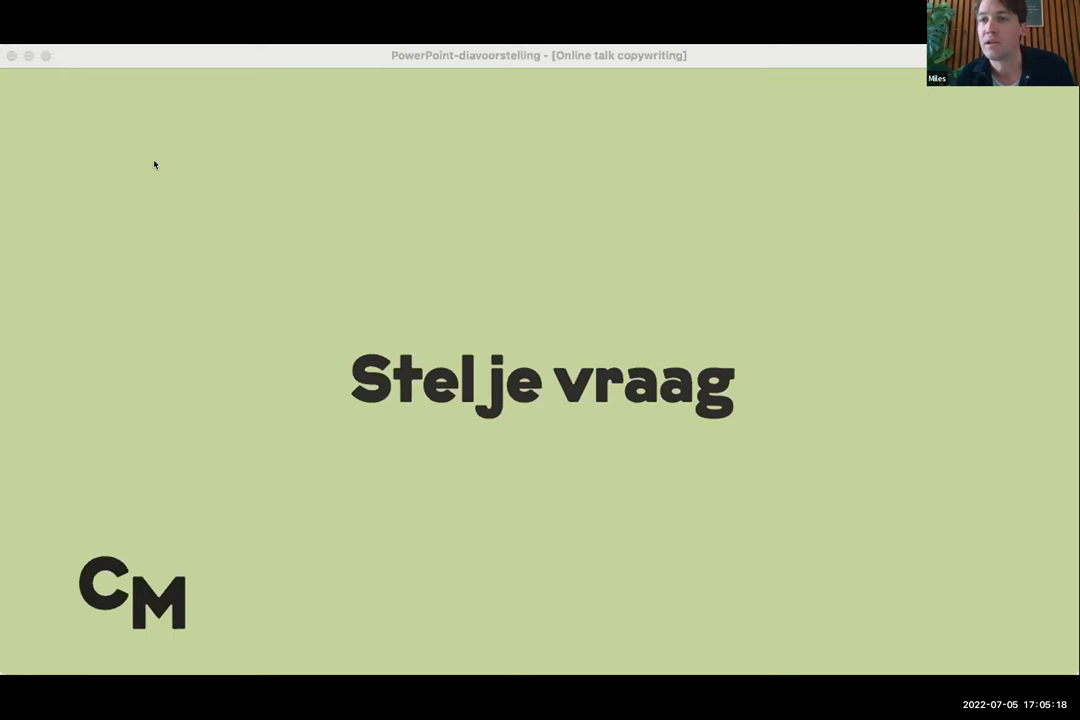 PowerPoint-diavoorstelling - [Online talk copywriting]
Miles
Stel je vraag
CM
2022-07-05 17:05:18